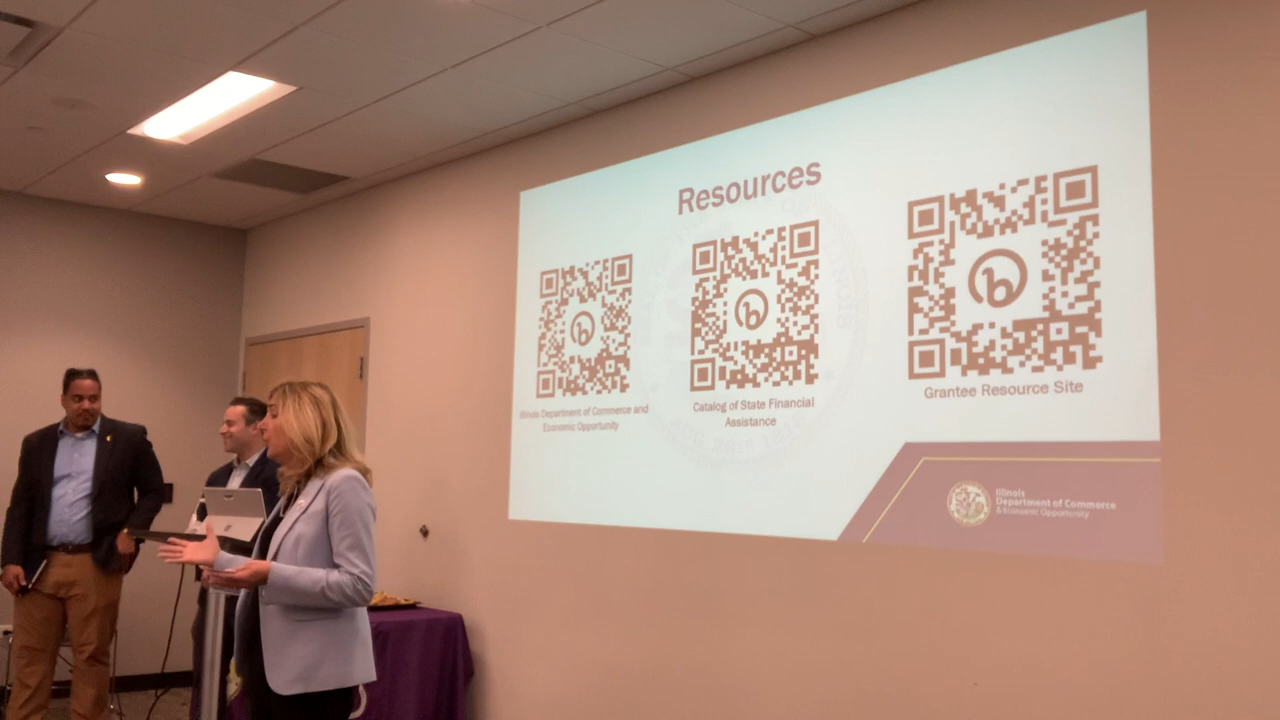 Resources
Illinois Department of Commerce and
Economic Opportunity
Catalog of State Financial
Assistance
Grantee Resource Site
Illinois
Department of Commerce
& Economic Opportunity